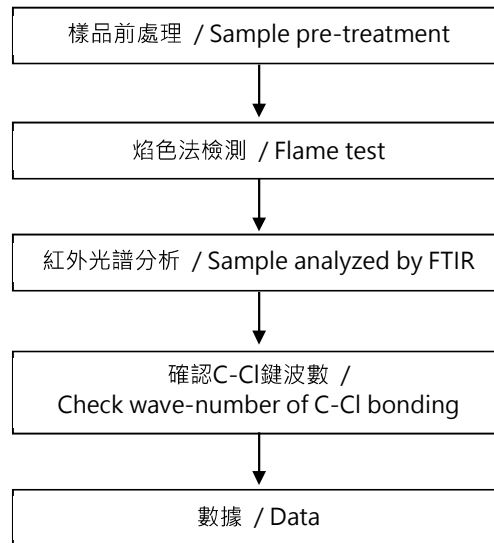 樣品前處理 / Sample pre-treatment
焰色法檢測 / Flame test
紅外光譜分析 / Sample analyzed by FTIR
確認C-Cl鍵波數 /
Check wave-number of C-Cl bonding
數據 / Data